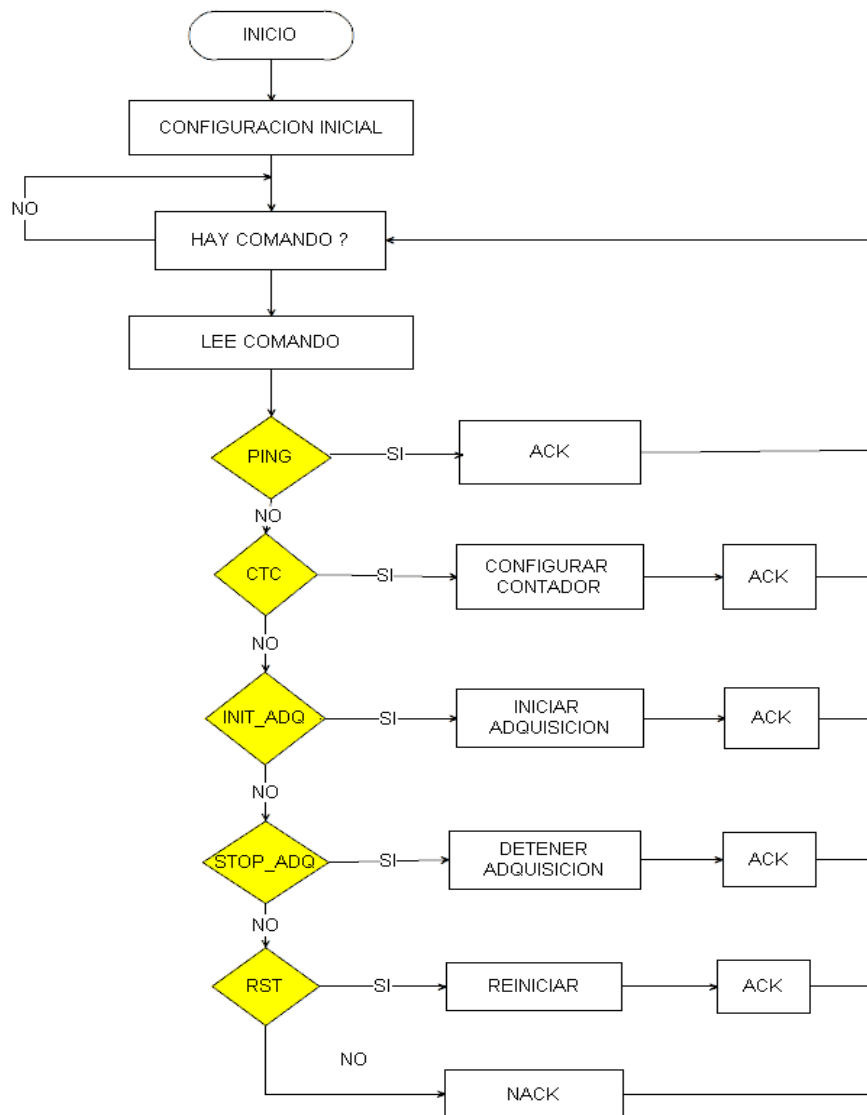 INICIO
CONFIGURACION INICIAL
NO
HAY COMANDO ?
LEE COMANDO
PING
SI
ACK
NO
CTC
SI
CONFIGURAR
CONTADOR
ACK
NO
INIT_ADQ
SI
INICIAR
ADQUISICION
ACK
NO
STOP_ADQ
SI
DETENER
ADQUISICION
ACK
NO
RST
SI
REINICIAR
ACK
NO
NACK